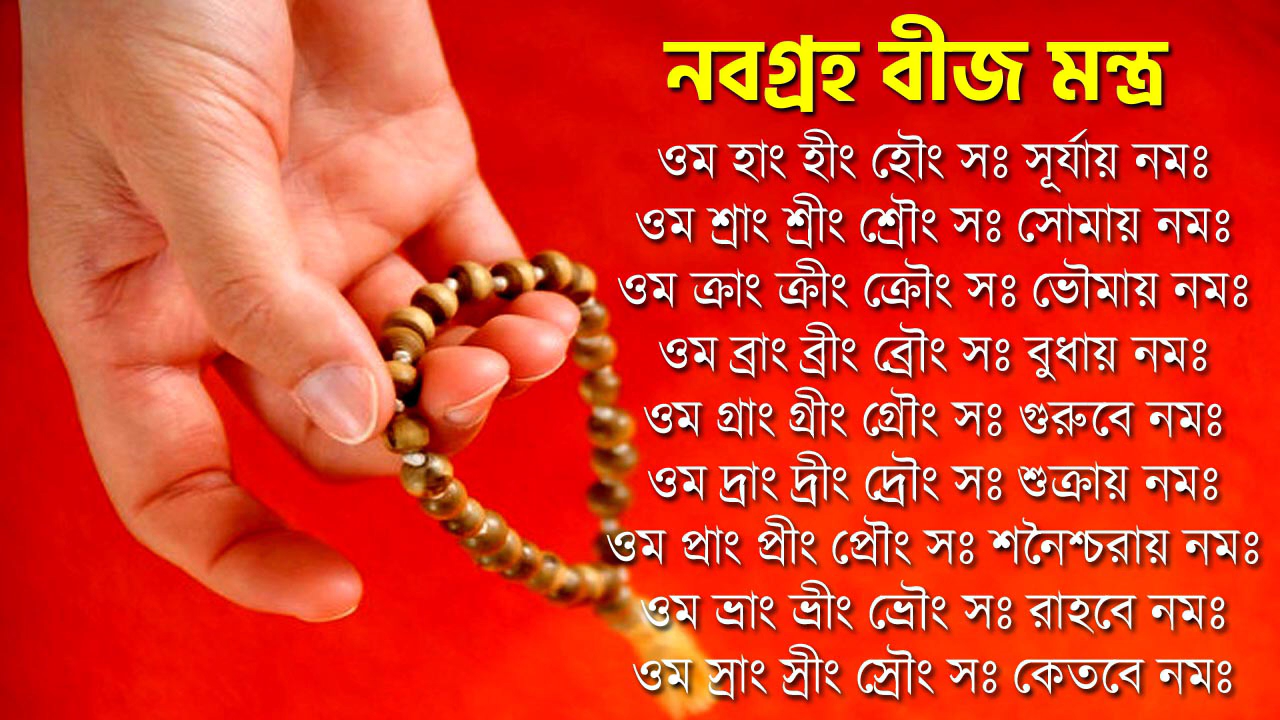 নবগ্রহ বীজ মন্ত্র
ওম হাং হীং হৌং সঃ সূর্যায় নমঃ
ওম শ্রাং শ্রীং শ্রৌং সঃ সোমায় নমঃ
ওম ক্রাং ক্রীং ক্রৌং সঃ ভৌমায় নমঃ
ওম ব্রাং ব্রীং ব্রৌং সঃ বুধায় নমঃ
ওম গ্রাং গ্রীং গ্রৌং সঃ গুরুবে নমঃ
ওম দ্রাং দ্রীং দ্রৌং সঃ শুক্রায় নমঃ
ওম প্রাং প্রীং প্রৌং সঃ শনৈশ্চরায় নমঃ
ওম ভ্রাং ভ্রীং ভ্রৌং সঃ রাহবে নমঃ
ওম স্রাং স্রীং স্রৌং সঃ কেতবে নমঃ